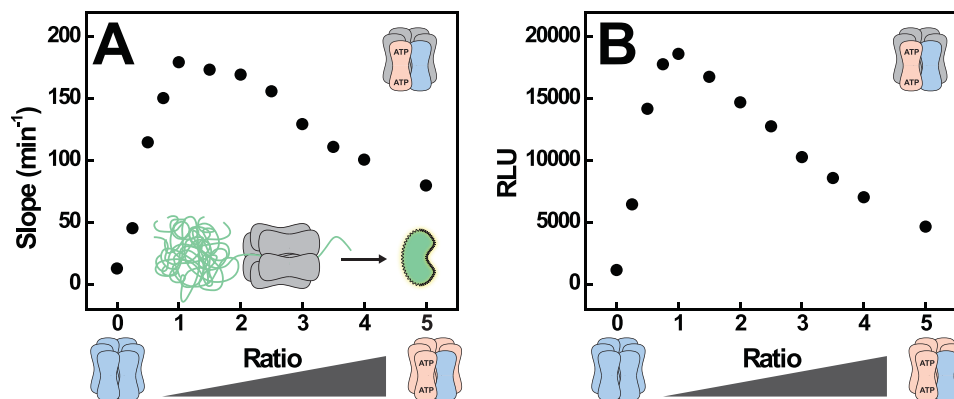 A
200
150
100
50
0
Slope (min⁻¹)
ATP
ATP
0 1 2 3 4 5
Ratio
ATP
ATP
B
20000
15000
10000
5000
0
RLU
ATP
ATP
0 1 2 3 4 5
Ratio
ATP
ATP